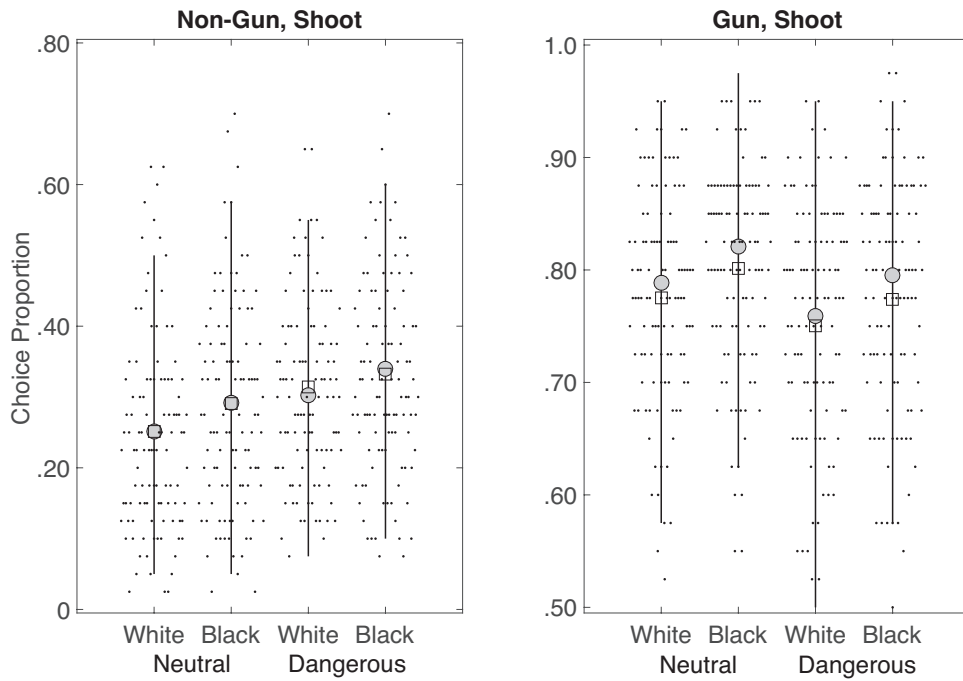 Non-Gun, Shoot
Choice Proportion
.80
.60
.40
.20
0
White Black White Black
Neutral Dangerous
Gun, Shoot
1.0
.90
.80
.70
.60
.50
White Black White Black
Neutral Dangerous